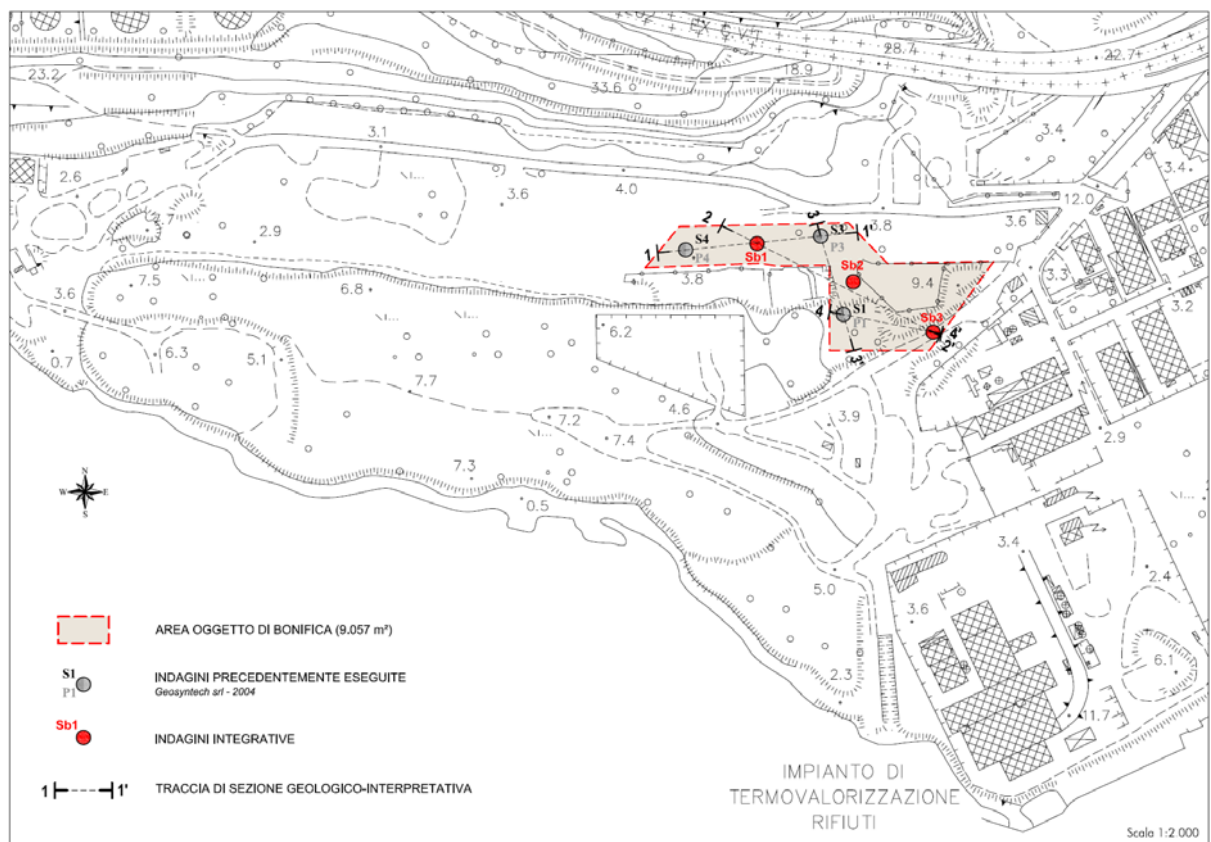 28.7
22.7
18.9
23.2
33.6
3.1
3.4
3.4
2.6
3.6
4.0
12.0
3.6
3.8
2
3
S3
1'
P3
2.9
S4
1
P4
Sb1
Sb2
3.3
7.5
6.8
3.8
9.4
3.2
3.6
4
S1
P1
Sb3
4'
2'
6.2
3'
6.3
5.1
0.7
7.7
4.6
7.2
7.4
3.9
2.9
7.3
N
W
E
S
0.5
3.4
5.0
2.4
3.6
2.3
6.1
11.7
AREA OGGETTO DI BONIFICA (9.057 m²)
S1
P1
INDAGINI PRECEDENTEMENTE ESEGUITE
Geosyntech srl - 2004
Sb1
INDAGINI INTEGRATIVE
1
1'
TRACCIA DI SEZIONE GEOLOGICO-INTERPRETATIVA
IMPIANTO DI
TERMOVALORIZZAZIONE
RIFIUTI
Scala 1:2.000